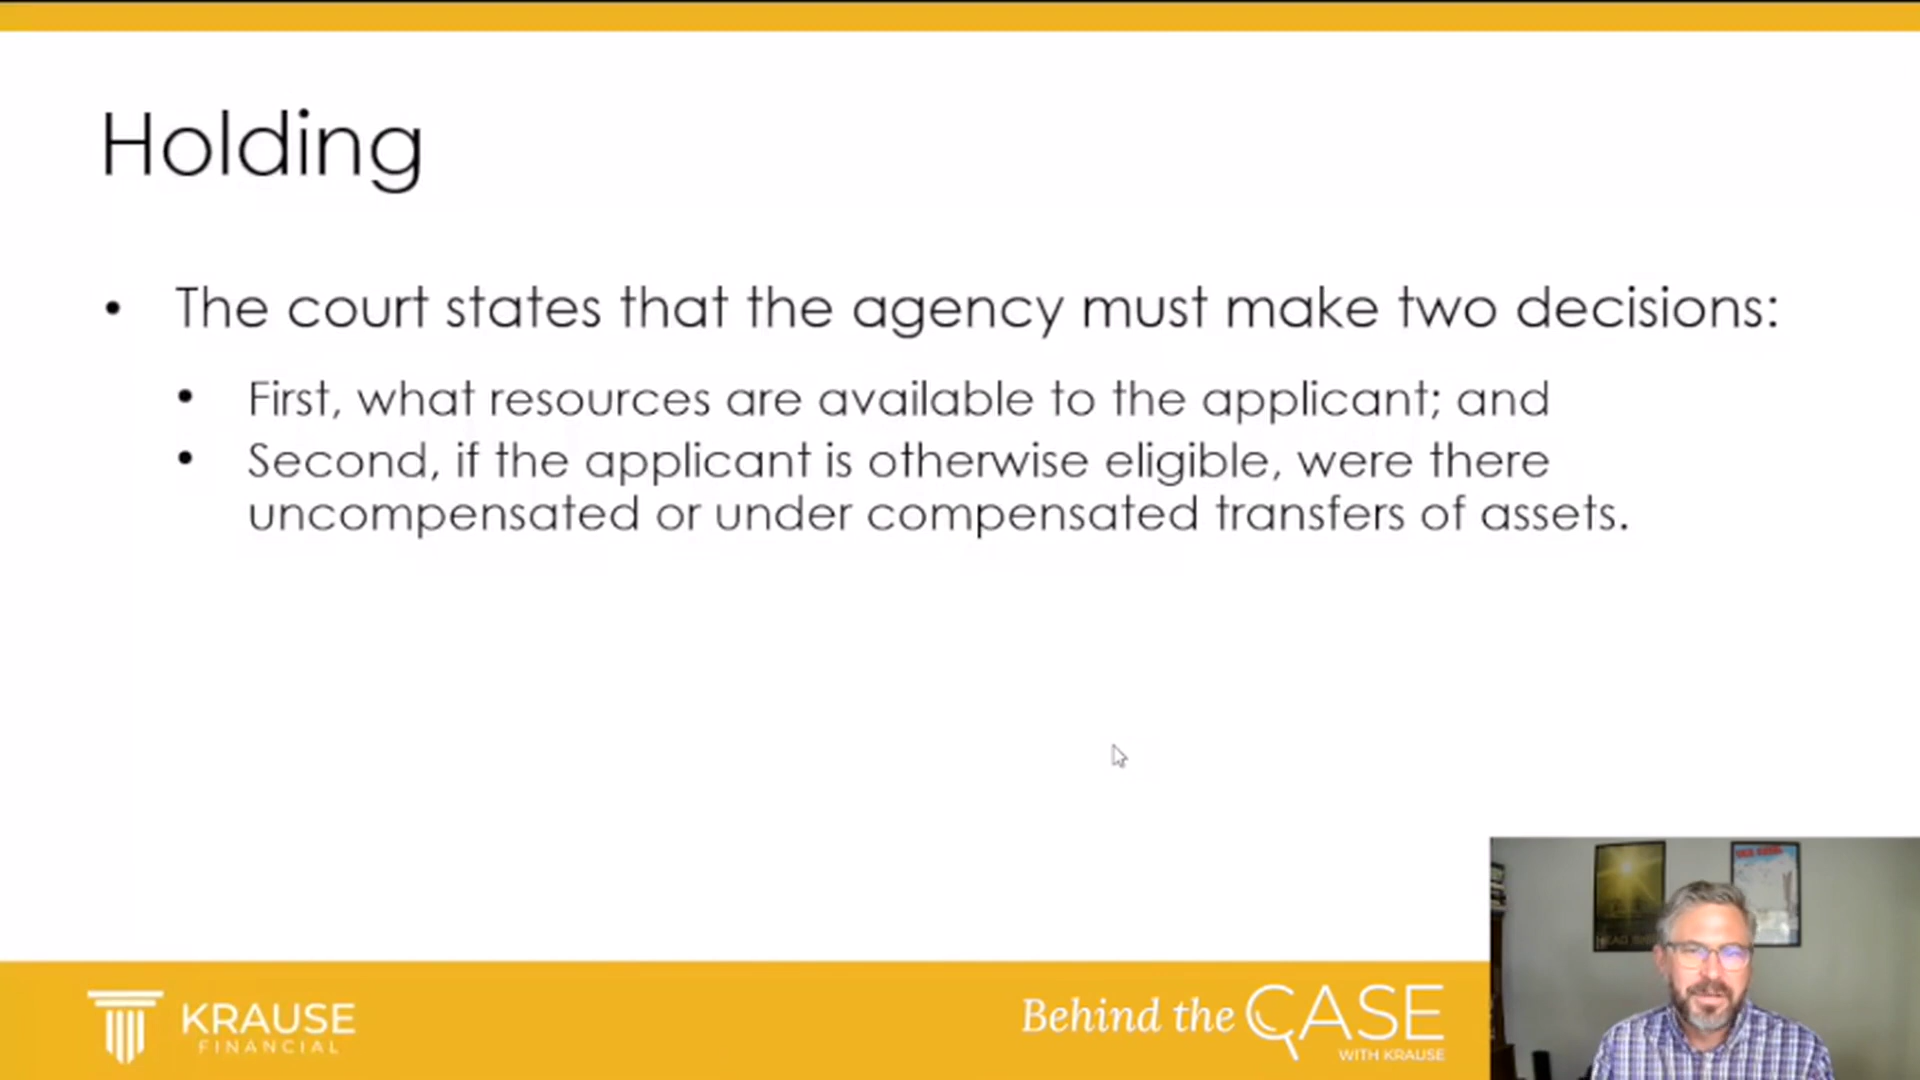 Holding
• The court states that the agency must make two decisions:
• First, what resources are available to the applicant; and
• Second, if the applicant is otherwise eligible, were there
uncompensated or under compensated transfers of assets.
KRAUSE
FINANCIAL
Behind the CASE
WITH KRAUSE